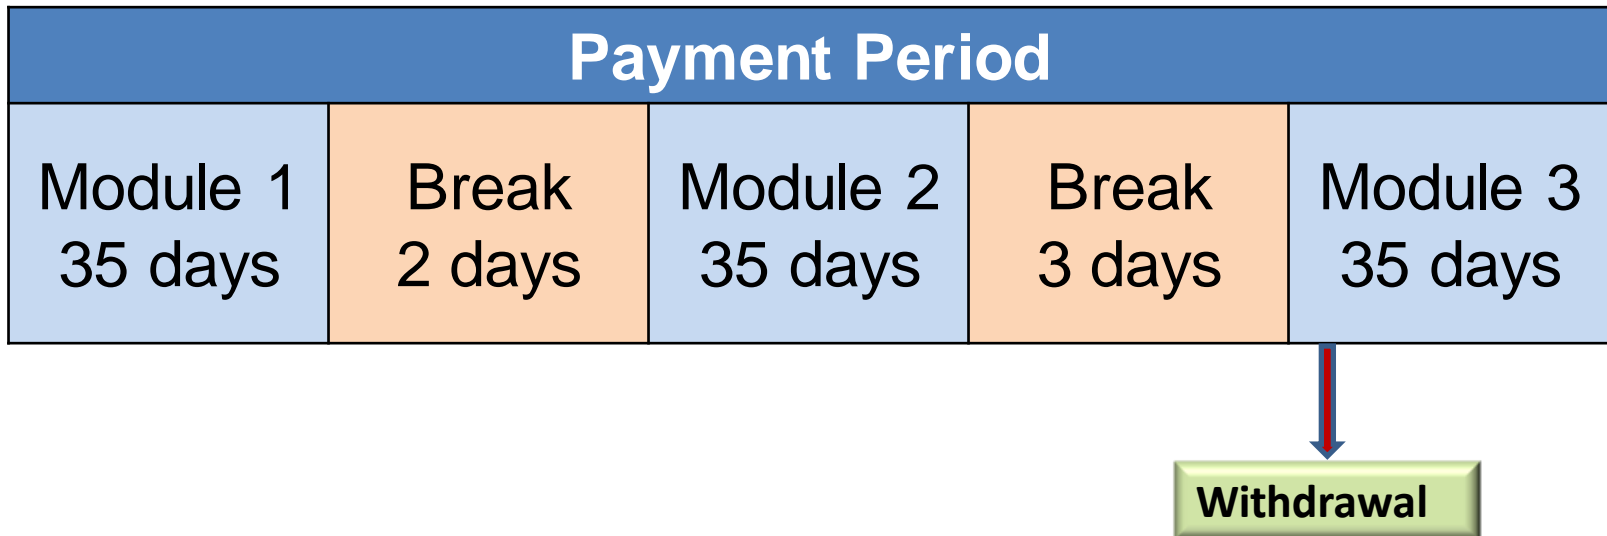 Payment Period
Module 1
35 days
Break
2 days
Module 2
35 days
Break
3 days
Module 3
35 days
Withdrawal